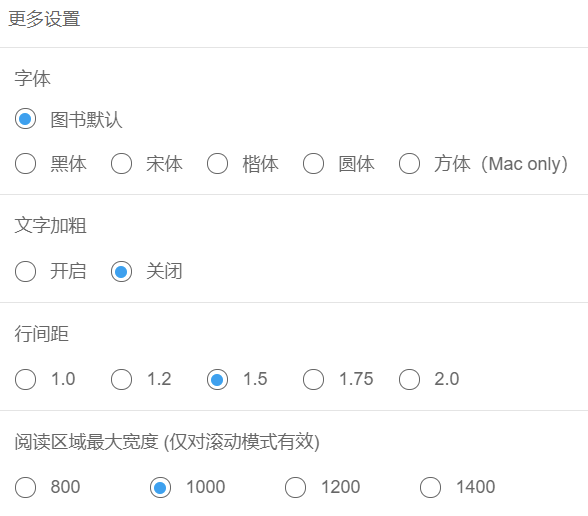 更多设置
字体
图书默认
黑体 宋体 楷体 圆体 方体（Mac only）
文字加粗
开启 关闭
行间距
1.0 1.2 1.5 1.75 2.0
阅读区域最大宽度 (仅对滚动模式有效)
800 1000 1200 1400